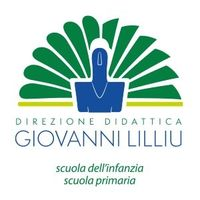 DIREZIONE DIDATTICA
GIOVANNI LILLIU
scuola dell'infanzia
scuola primaria